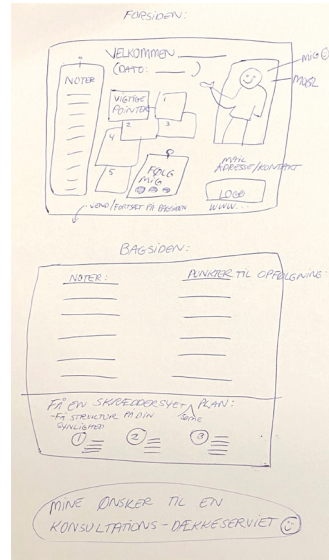 FORSIDEN:
VELKOMMEN
(DATO: )
MIG
NOTER
VIGTIGE
POINTER
1
2
3
4
5
FØLG
MIG
MAIL
ADRESSE/KONTAKT
LOGO
WWW...
VEND/FORTSÆT PÅ BAGSIDEN
BAGSIDEN:
NOTER:
PUNKTER TIL OPFØLGNING:
FÅ EN SKRÆDDERSYET PLAN:
-FÅ STRUKTUR PÅ DIN
SYNLIGHED
1 2 3
MINE ØNSKER TIL EN
KONSULTATIONS-DÆKKESERVIET